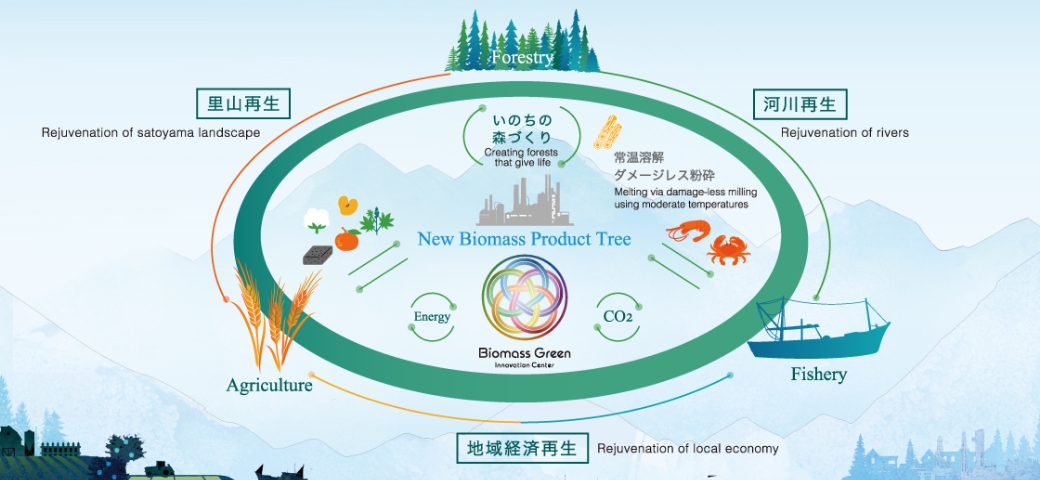 Forestry
里山再生
Rejuvenation of satoyama landscape
河川再生
Rejuvenation of rivers
いのちの
森づくり
Creating forests
that give life
常温溶解
ダメージレス粉砕
Melting via damage-less milling
using moderate temperatures
New Biomass Product Tree
Energy
CO2
Biomass Green
Innovation Center
Agriculture
Fishery
地域経済再生
Rejuvenation of local economy